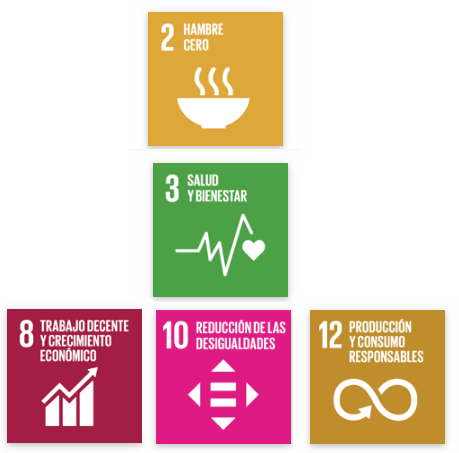 2 HAMBRE
CERO
3 SALUD
Y BIENESTAR
8 TRABAJO DECENTE
Y CRECIMIENTO
ECONÓMICO
10 REDUCCIÓN DE LAS
DESIGUALDADES
12 PRODUCCIÓN
Y CONSUMO
RESPONSABLES